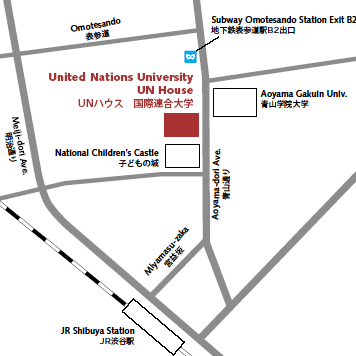 Omotesando
表参道
Subway Omotesando Station Exit B2
地下鉄表参道駅B2出口
United Nations University
UN House
UNハウス　国際連合大学
Aoyama Gakuin Univ.
青山学院大学
Meiji-dori Ave.
明治通り
National Children's Castle
子どもの城
Aoyama-dori Ave.
青山通り
Miyamasu-zaka
宮益坂
JR Shibuya Station
JR渋谷駅